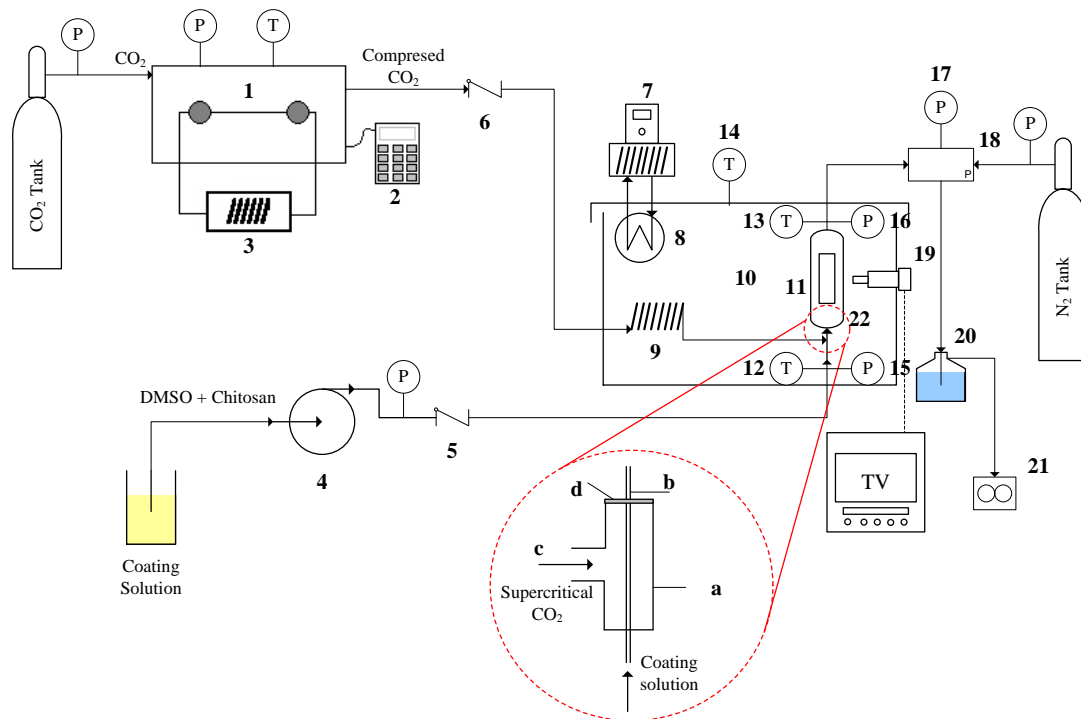 P
P
T
CO2
1
Compresed
CO2
6
2
3
CO2 Tank
7
14
T
8
17
P
18
P
P
13
T
P
16
19
10
11
N2 Tank
9
22
12
T
P
15
20
DMSO + Chitosan
P
4
5
TV
21
Coating
Solution
d
b
c
Supercritical
CO2
a
Coating
solution